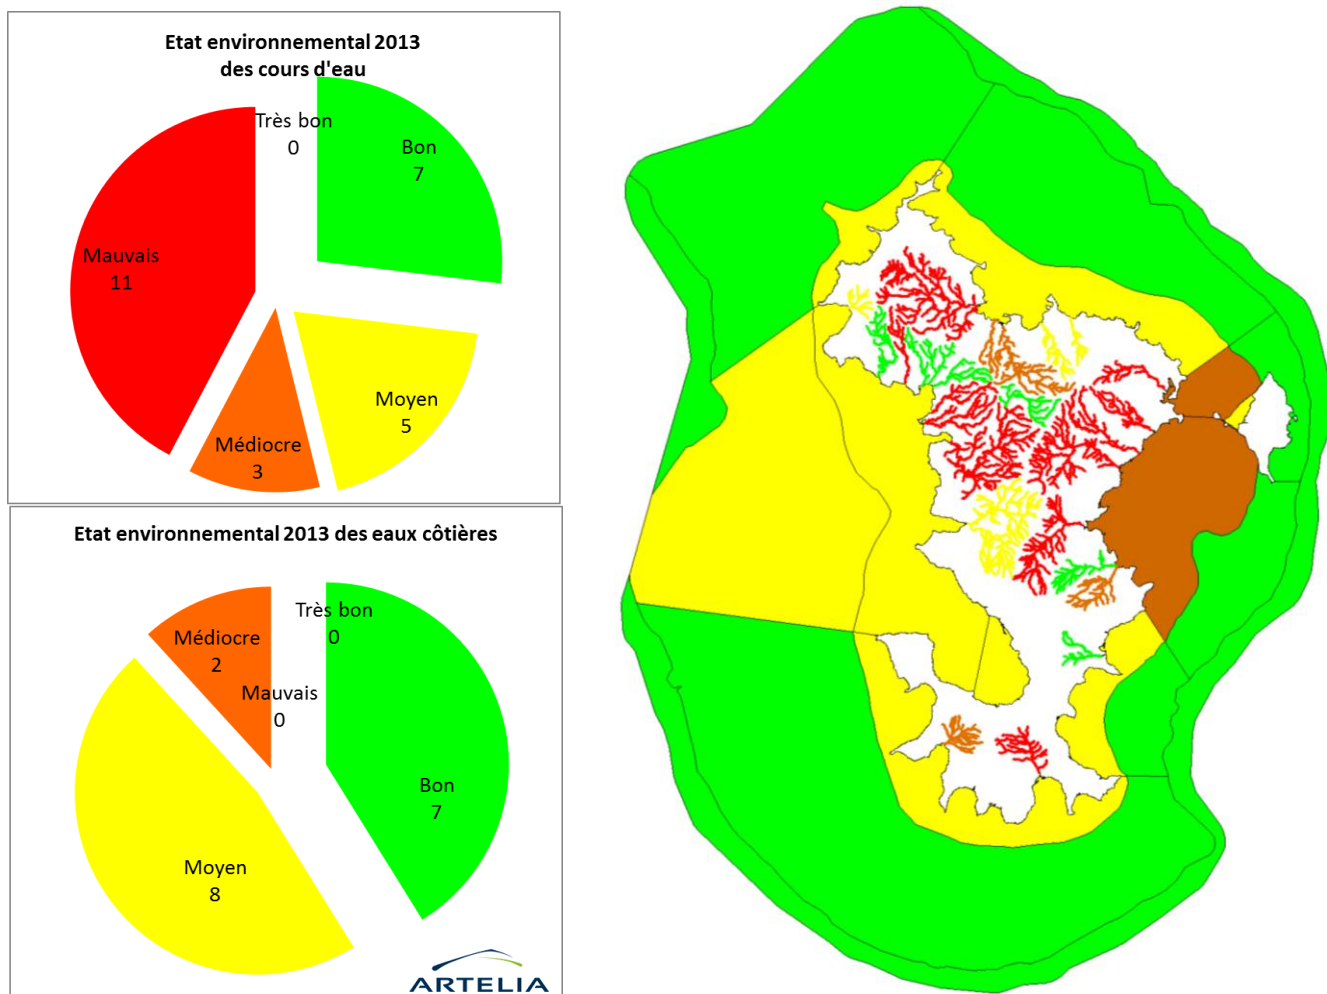 Etat environnemental 2013
des cours d'eau
Très bon
0
Bon
7
Mauvais
11
Moyen
5
Médiocre
3
Etat environnemental 2013 des eaux côtières
Très bon
0
Médiocre
2
Mauvais
0
Bon
7
Moyen
8
ARTELIA